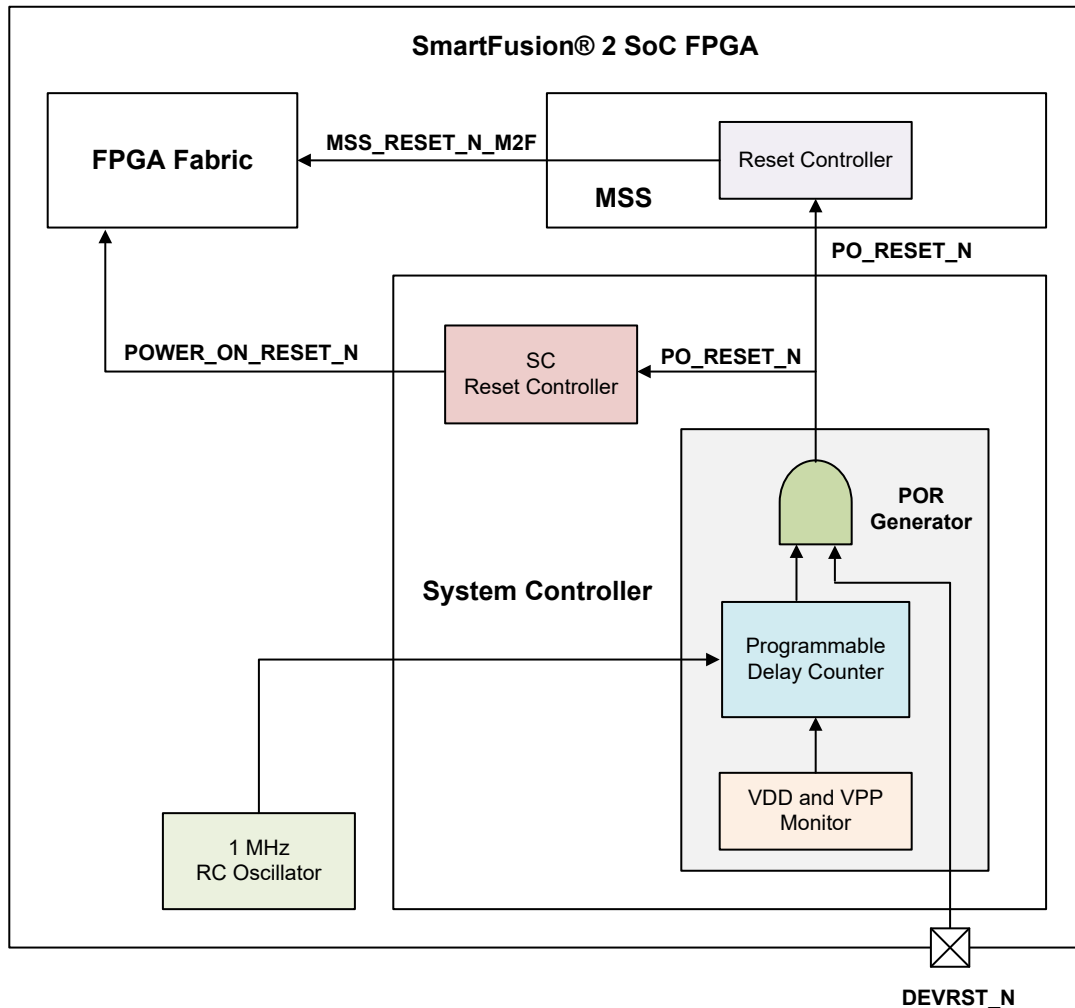 SmartFusion® 2 SoC FPGA
FPGA Fabric
MSS_RESET_N_M2F
Reset Controller
MSS
PO_RESET_N
POWER_ON_RESET_N
SC
Reset Controller
PO_RESET_N
POR
Generator
System Controller
Programmable
Delay Counter
VDD and VPP
Monitor
1 MHz
RC Oscillator
DEVRST_N